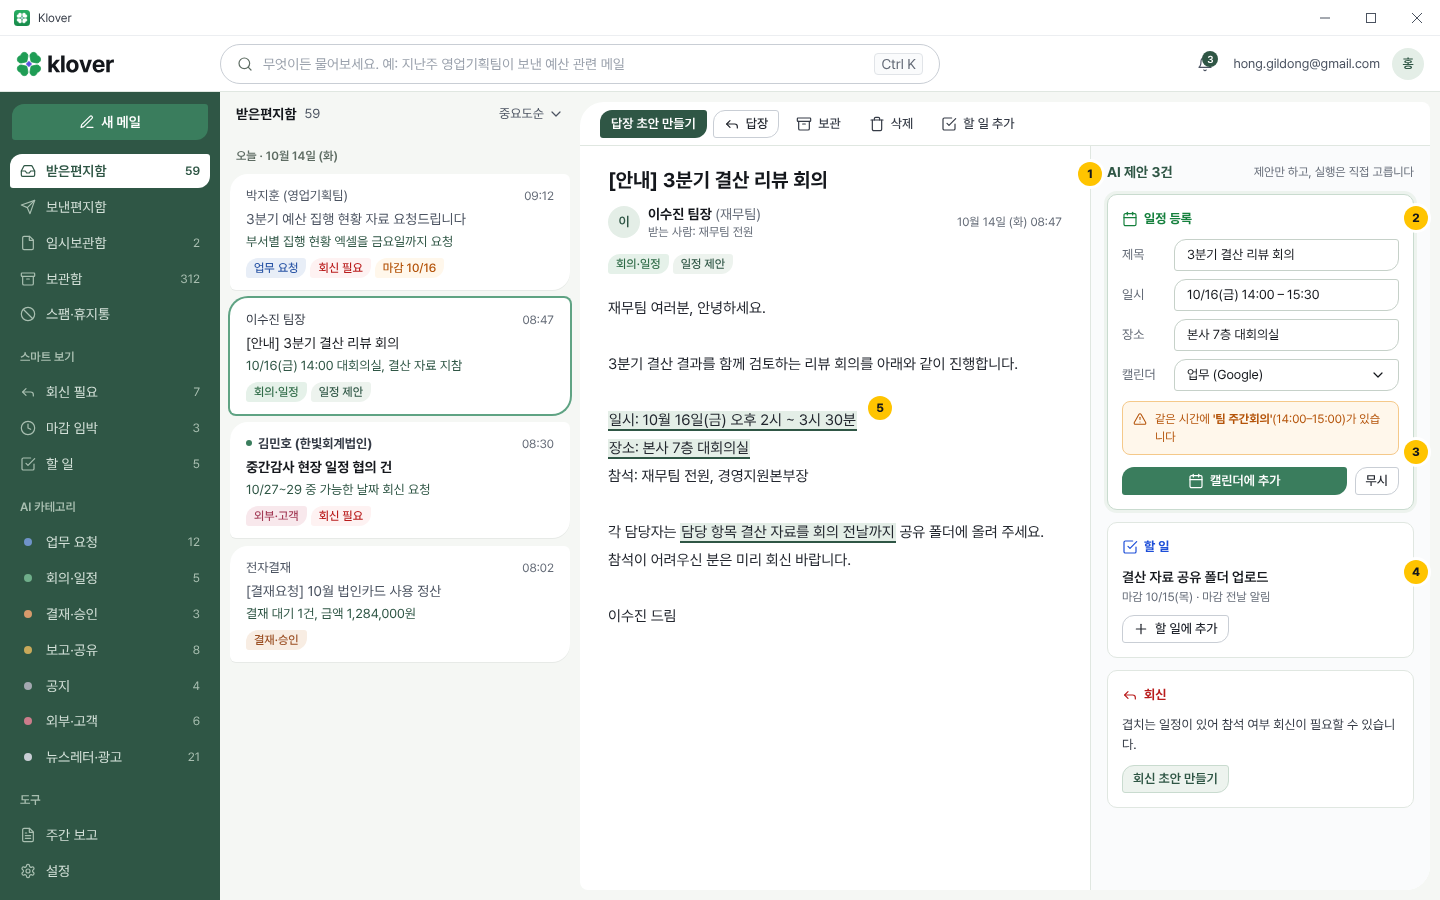 Klover
klover
무엇이든 물어보세요. 예: 지난주 영업기획팀이 보낸 예산 관련 메일
Ctrl K
3
hong.gildong@gmail.com
홍
새 메일
받은편지함 59
보낸편지함
임시보관함 2
보관함 312
스팸·휴지통
스마트 보기
회신 필요 7
마감 임박 3
할 일 5
AI 카테고리
업무 요청 12
회의·일정 5
결재·승인 3
보고·공유 8
공지 4
외부·고객 6
뉴스레터·광고 21
도구
주간 보고
설정
받은편지함 59
중요도순
오늘 · 10월 14일 (화)
박지훈 (영업기획팀) 09:12
3분기 예산 집행 현황 자료 요청드립니다
부서별 집행 현황 엑셀을 금요일까지 요청
업무 요청 회신 필요 마감 10/16
이수진 팀장 08:47
[안내] 3분기 결산 리뷰 회의
10/16(금) 14:00 대회의실, 결산 자료 지참
회의·일정 일정 제안
김민호 (한빛회계법인) 08:30
중간감사 현장 일정 협의 건
10/27~29 중 가능한 날짜 회신 요청
외부·고객 회신 필요
전자결재 08:02
[결재요청] 10월 법인카드 사용 정산
결재 대기 1건, 금액 1,284,000원
결재·승인
답장 초안 만들기 답장 보관 삭제 할 일 추가
[안내] 3분기 결산 리뷰 회의
이
이수진 팀장 (재무팀)
받는 사람: 재무팀 전원
10월 14일 (화) 08:47
회의·일정 일정 제안
재무팀 여러분, 안녕하세요.
3분기 결산 결과를 함께 검토하는 리뷰 회의를 아래와 같이 진행합니다.
일시: 10월 16일(금) 오후 2시 ~ 3시 30분
5
장소: 본사 7층 대회의실
참석: 재무팀 전원, 경영지원본부장
각 담당자는 담당 항목 결산 자료를 회의 전날까지 공유 폴더에 올려 주세요.
참석이 어려우신 분은 미리 회신 바랍니다.
이수진 드림
1
AI 제안 3건
제안만 하고, 실행은 직접 고릅니다
일정 등록
2
제목 3분기 결산 리뷰 회의
일시 10/16(금) 14:00 – 15:30
장소 본사 7층 대회의실
캘린더 업무 (Google)
같은 시간에 '팀 주간회의'(14:00–15:00)가 있습
니다
3
캘린더에 추가 무시
할 일
4
결산 자료 공유 폴더 업로드
마감 10/15(목) · 마감 전날 알림
할 일에 추가
회신
겹치는 일정이 있어 참석 여부 회신이 필요할 수 있습니
다.
회신 초안 만들기